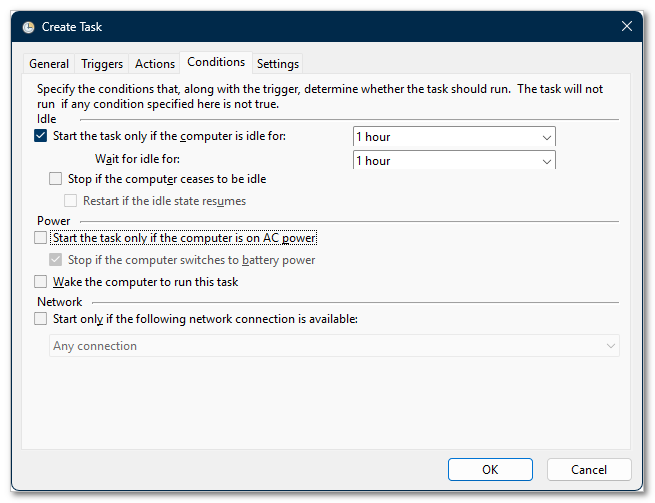 Create Task
General Triggers Actions Conditions Settings
Specify the conditions that, along with the trigger, determine whether the task should run.  The task will not
run  if any condition specified here is not true.
Idle
Start the task only if the computer is idle for: 1 hour
Wait for idle for: 1 hour
Stop if the computer ceases to be idle
Restart if the idle state resumes
Power
Start the task only if the computer is on AC power
Stop if the computer switches to battery power
Wake the computer to run this task
Network
Start only if the following network connection is available:
Any connection
OK Cancel